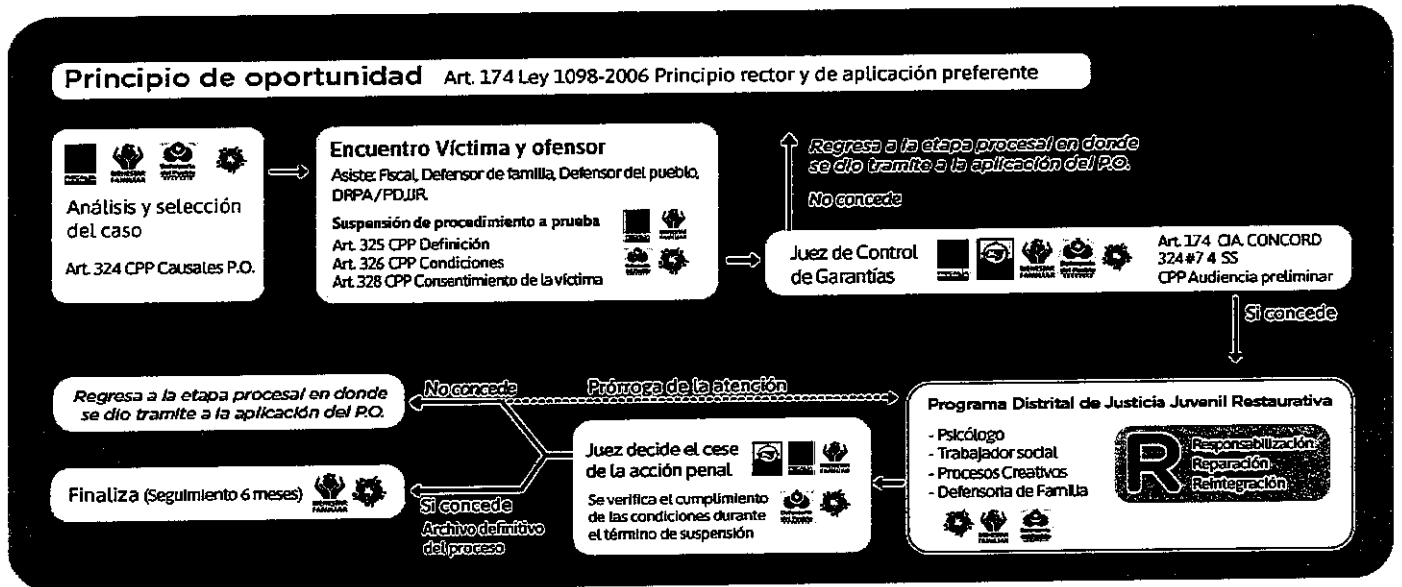 Principio de oportunidad Art. 174 Ley 1098-2006 Principio rector y de aplicación preferente
BIENESTAR
FAMILIAR
Análisis y selección
del caso
Art. 324 CPP Causales P.O.
Encuentro Víctima y ofensor
Asiste: Fiscal, Defensor de familia, Defensor del pueblo,
DRPA/PDJJR
Suspensión de procedimiento a prueba
Art. 325 CPP Definición
Art. 326 CPP Condiciones
Art. 328 CPP Consentimiento de la víctima
Regresa a la etapa procesal en donde
se dio tramite a la aplicación del P.O.
No concede
Juez de Control
de Garantías
Art. 174 CIA. CONCORD
324#7 4 SS
CPP Audiencia preliminar
Si concede
Regresa a la etapa procesal en donde
se dio tramite a la aplicación del P.O.
No concede
Prórroga de la atención
Programa Distrital de Justicia Juvenil Restaurativa
- Psicólogo
- Trabajador social
- Procesos Creativos
- Defensoria de Familia
R
Responsabilización
Reparación
Reintegración
Juez decide el cese
de la acción penal
Se verifica el cumplimiento
de las condiciones durante
el término de suspensión
Finaliza (Seguimiento 6 meses)
Si concede
Archivo definitivo
del proceso